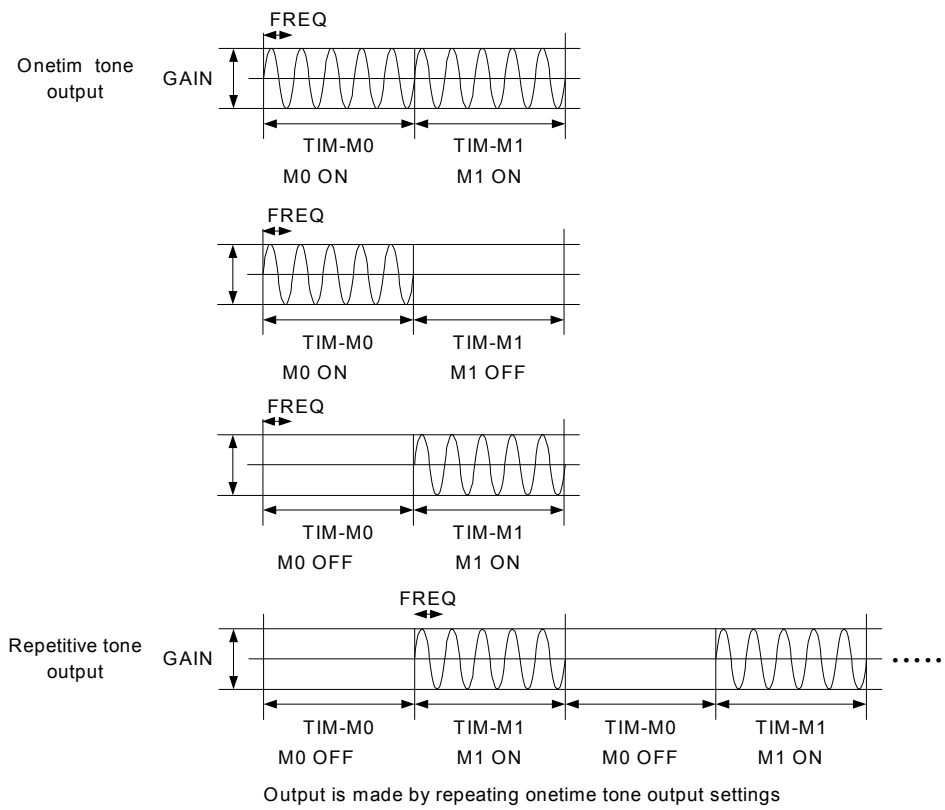 FREQ
Onetim tone
output
GAIN
TIM-M0
TIM-M1
M0 ON
M1 ON
FREQ
TIM-M0
TIM-M1
M0 ON
M1 OFF
FREQ
TIM-M0
TIM-M1
M0 OFF
M1 ON
FREQ
Repetitive tone
output
GAIN
.....
TIM-M0
TIM-M1
TIM-M0
TIM-M1
M0 OFF
M1 ON
M0 OFF
M1 ON
Output is made by repeating onetime tone output settings